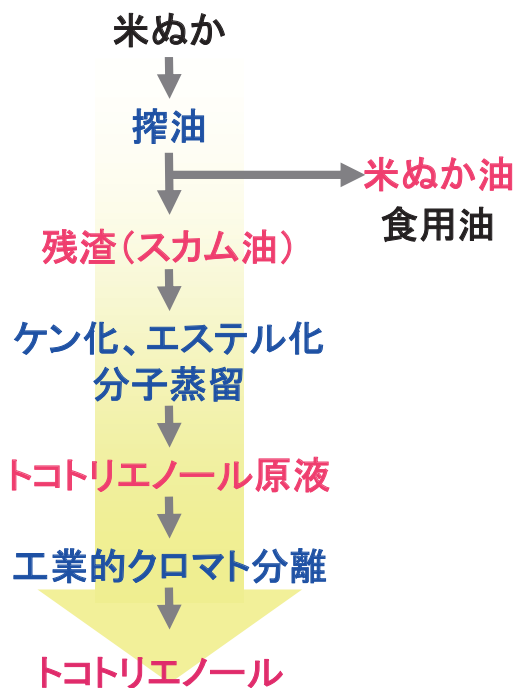 米ぬか
搾油
米ぬか油
食用油
残渣(スカム油)
ケン化、エステル化
分子蒸留
トコトリエノール原液
工業的クロマト分離
トコトリエノール